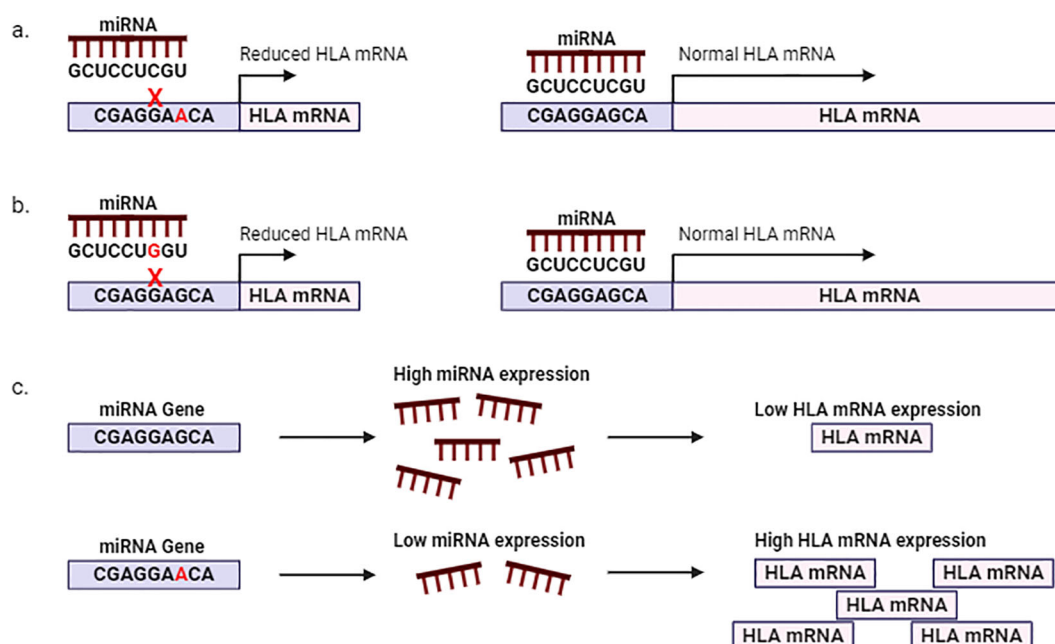 a.
miRNA
GCUCCUCGU
X
CGAGGAACA
Reduced HLA mRNA
HLA mRNA
miRNA
GCUCCUCGU
CGAGGAGCA
Normal HLA mRNA
HLA mRNA
b.
miRNA
GCUCCUGGU
X
CGAGGAGCA
Reduced HLA mRNA
HLA mRNA
miRNA
GCUCCUCGU
CGAGGAGCA
Normal HLA mRNA
HLA mRNA
c.
miRNA Gene
CGAGGAGCA
High miRNA expression
Low HLA mRNA expression
HLA mRNA
miRNA Gene
CGAGGAACA
Low miRNA expression
High HLA mRNA expression
HLA mRNA
HLA mRNA
HLA mRNA
HLA mRNA
HLA mRNA